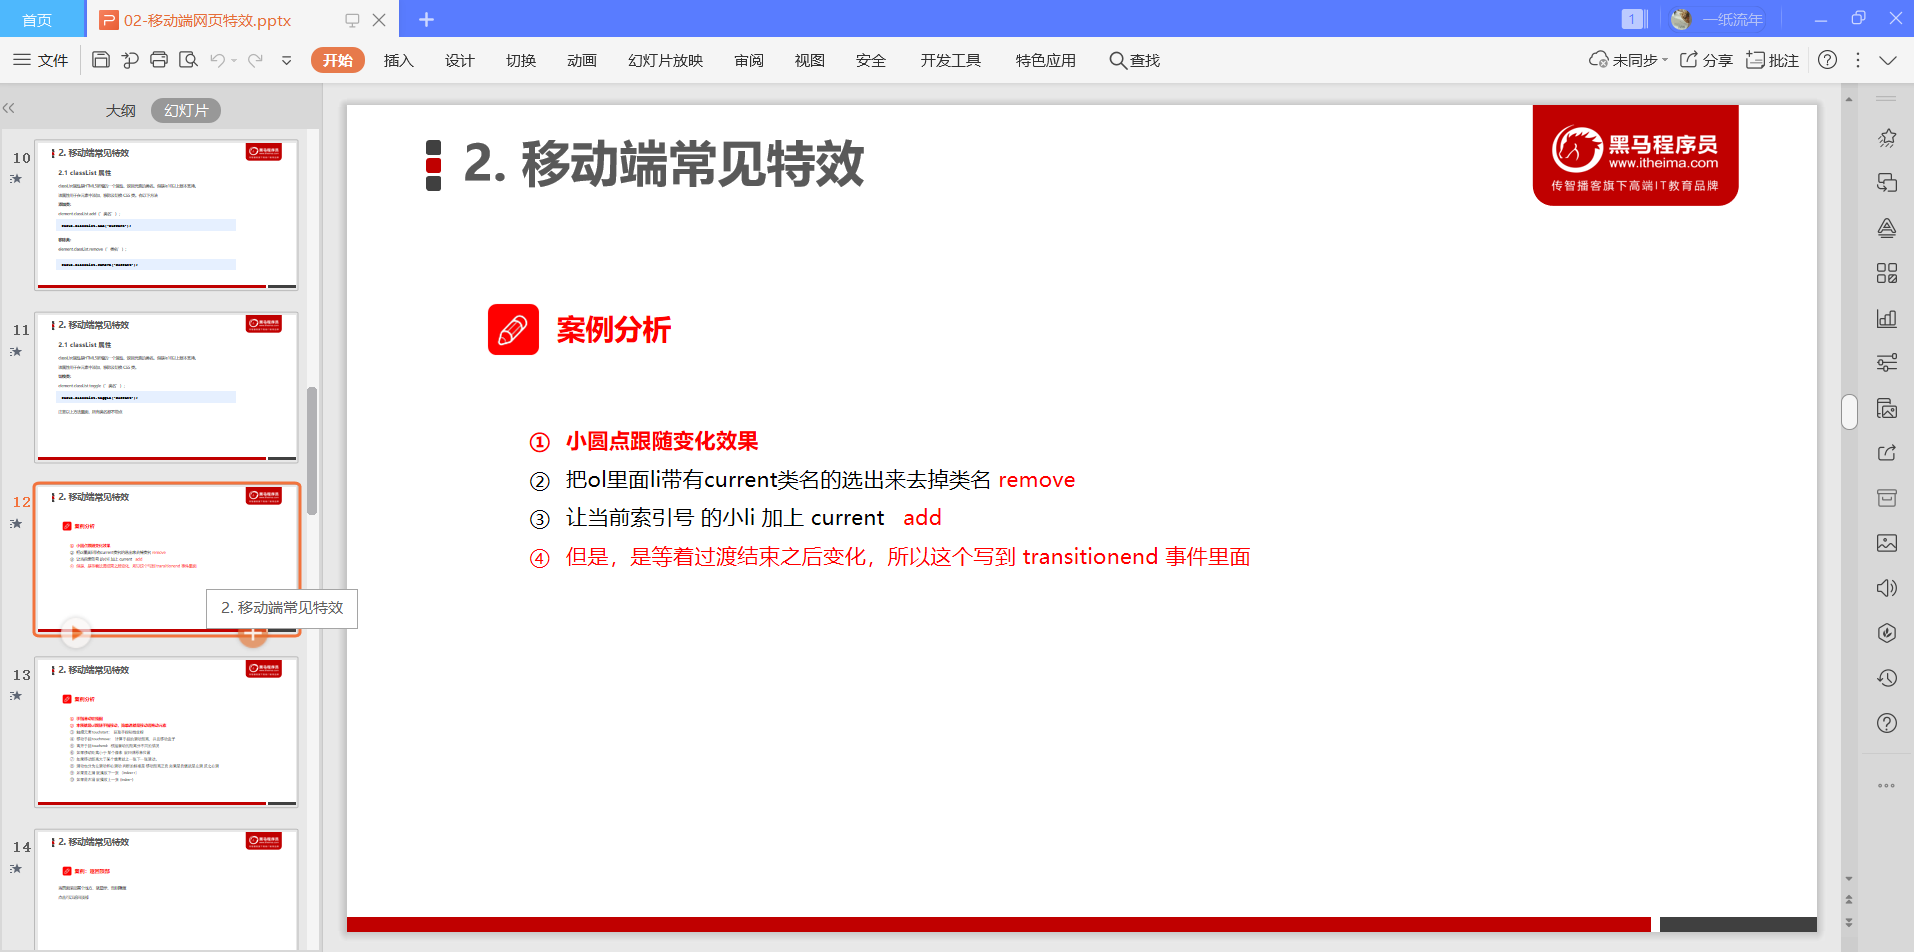 首页
02-移动端网页特效.pptx
1
一纸流年
文件
开始
插入
设计
切换
动画
幻灯片放映
审阅
视图
安全
开发工具
特色应用
查找
未同步
分享
批注
大纲
幻灯片
10
2. 移动端常见特效
2.1 classList 属性
11
2. 移动端常见特效
2.1 classList 属性
12
2. 移动端常见特效
案例分析
2. 移动端常见特效
13
2. 移动端常见特效
案例分析
14
2. 移动端常见特效
案例：返回顶部
2. 移动端常见特效
黑马程序员
www.itheima.com
传智播客旗下高端IT教育品牌
案例分析
① 小圆点跟随变化效果
② 把ol里面li带有current类名的选出来去掉类名 remove
③ 让当前索引号 的小li 加上 current add
④ 但是，是等着过渡结束之后变化，所以这个写到 transitionend 事件里面